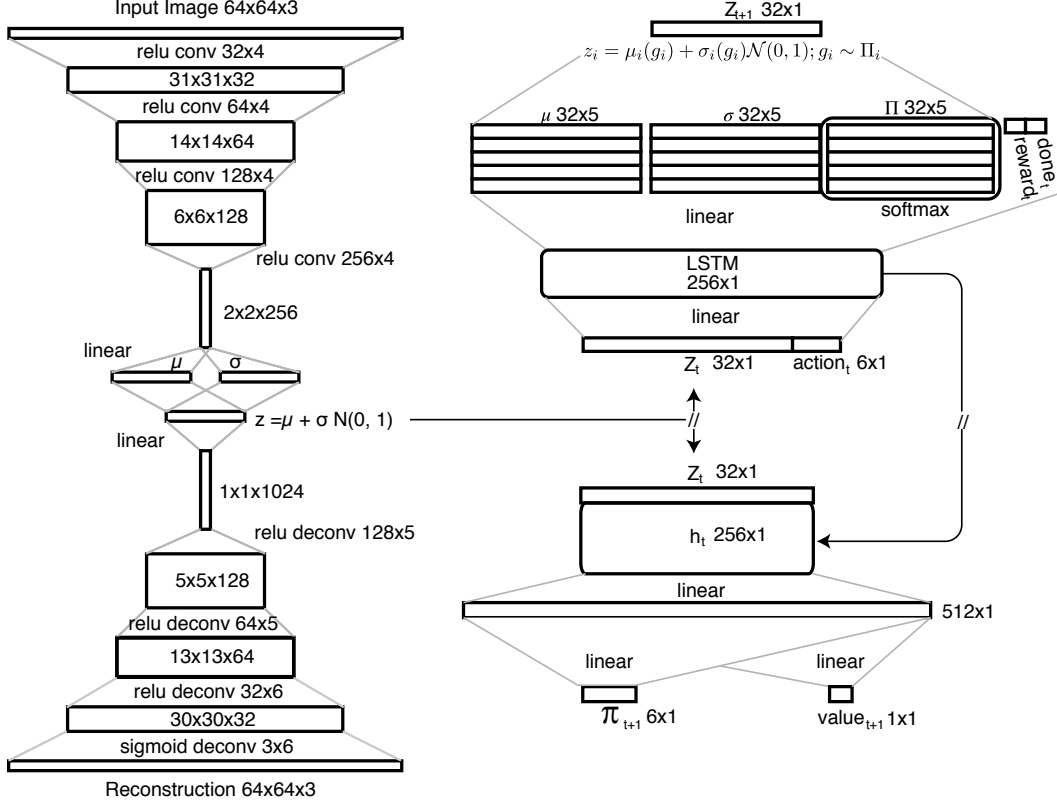 Input Image 64x64x3
relu conv 32x4
31x31x32
relu conv 64x4
14x14x64
relu conv 128x4
6x6x128
relu conv 256x4
2x2x256
linear
μ
σ
z =μ + σ N(0, 1)
linear
1x1x1024
relu deconv 128x5
5x5x128
relu deconv 64x5
13x13x64
relu deconv 32x6
30x30x32
sigmoid deconv 3x6
Reconstruction 64x64x3
Z_{t+1} 32x1
z_i = μ_i(g_i) + σ_i(g_i)𝒩(0, 1); g_i ∼ Π_i
μ 32x5
σ 32x5
Π 32x5
reward_t
done_t
linear
softmax
LSTM
256x1
linear
Z_t 32x1
action_t 6x1
//
//
Z_t 32x1
h_t 256x1
linear
512x1
linear
linear
π_{t+1} 6x1
value_{t+1} 1x1